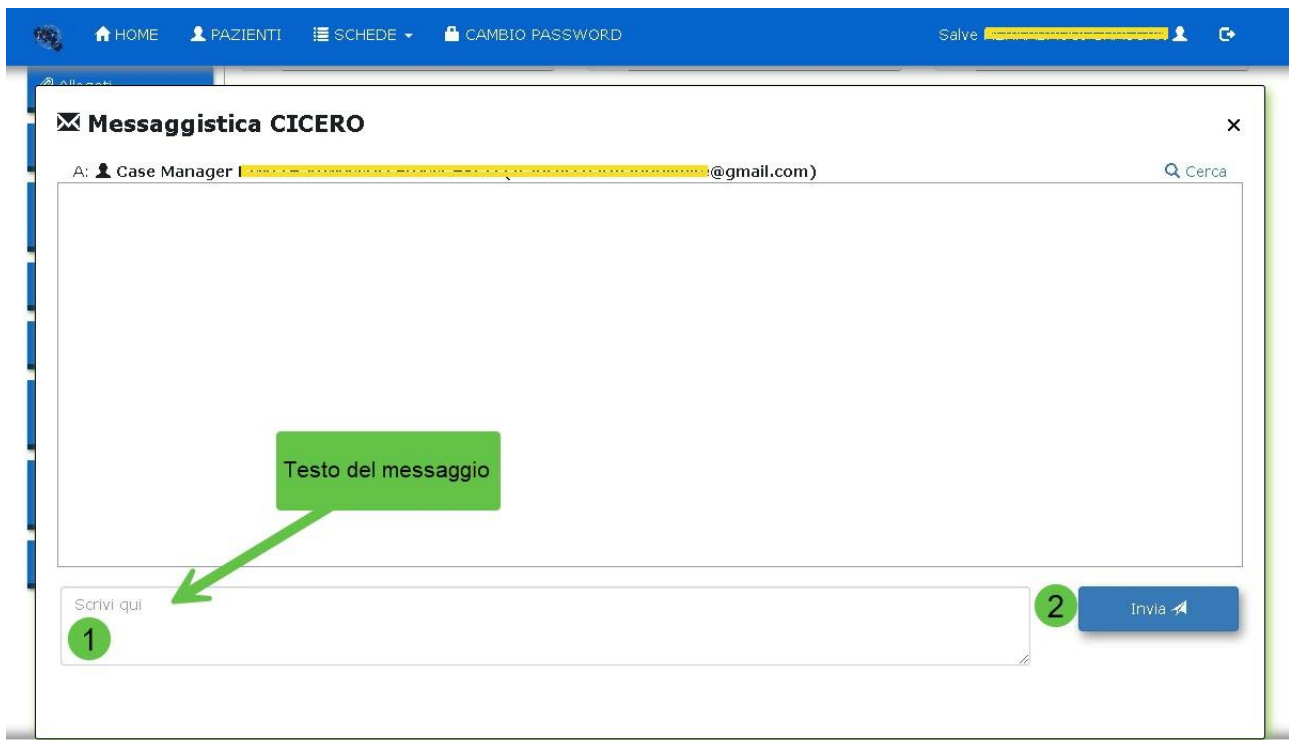 HOME PAZIENTI SCHEDE CAMBIO PASSWORD Salve
Allegati
Messaggistica CICERO ×
A: Case Manager @gmail.com) Cerca
Testo del messaggio
Scrivi qui
1
2 Invia